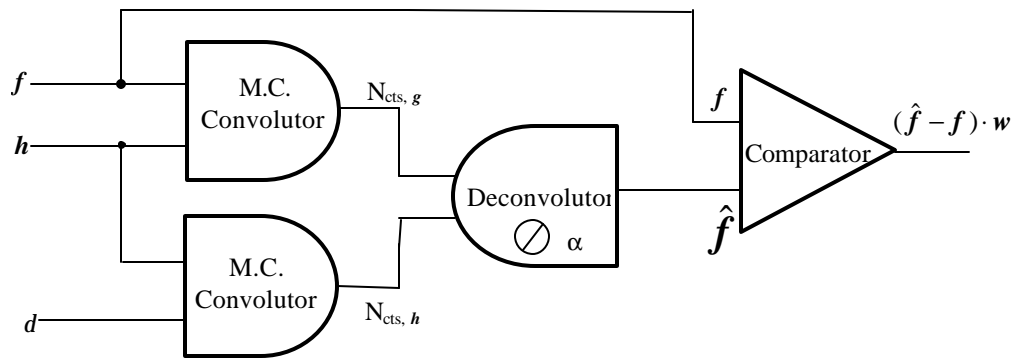 f
h
d
M.C.
Convolutor
N_cts, g
M.C.
Convolutor
N_cts, h
Deconvolutor
α
f
f̂
Comparator
(f̂ − f) · w